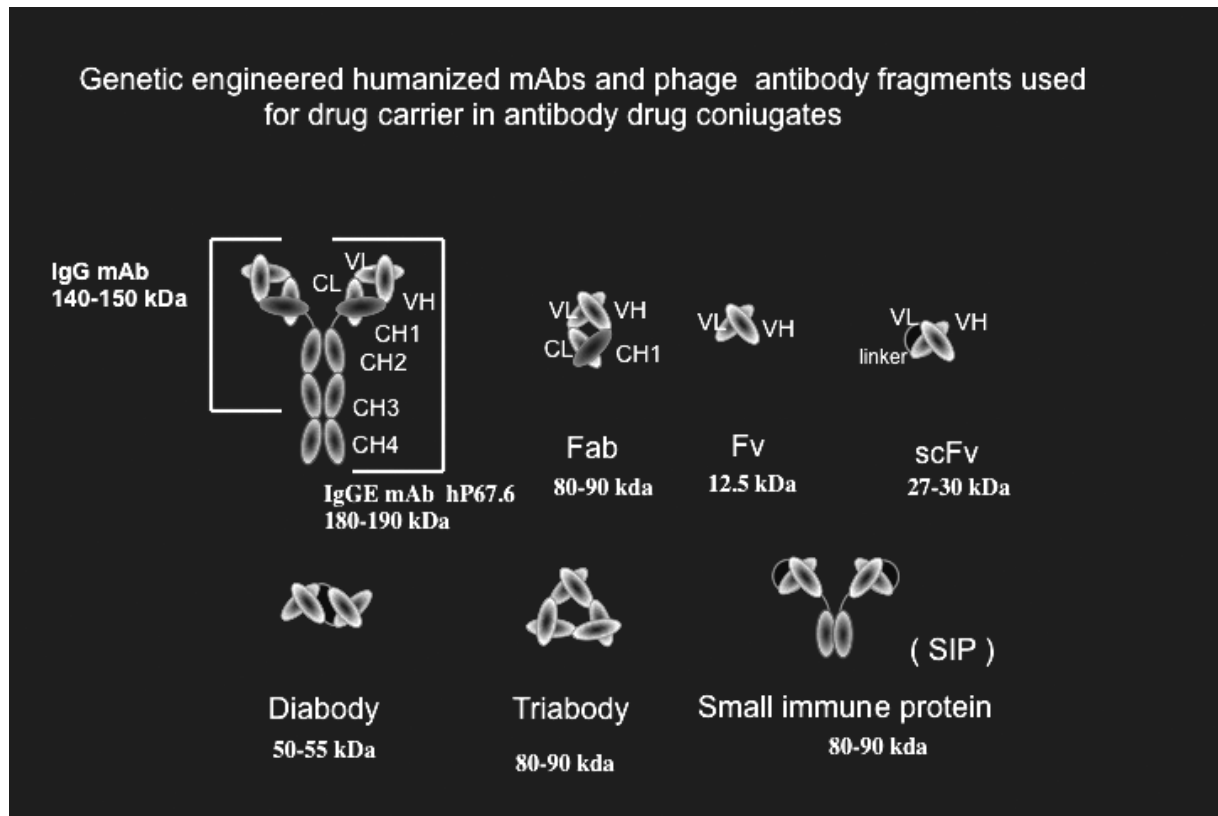 Genetic engineered humanized mAbs and phage antibody fragments used
for drug carrier in antibody drug coniugates
IgG mAb
140-150 kDa
VL
CL
VH
CH1
CH2
CH3
CH4
IgGE mAb hP67.6
180-190 kDa
VL VH
CL CH1
Fab
80-90 kda
VL VH
Fv
12.5 kDa
VL VH
linker
scFv
27-30 kDa
Diabody
50-55 kDa
Triabody
80-90 kda
( SIP )
Small immune protein
80-90 kda